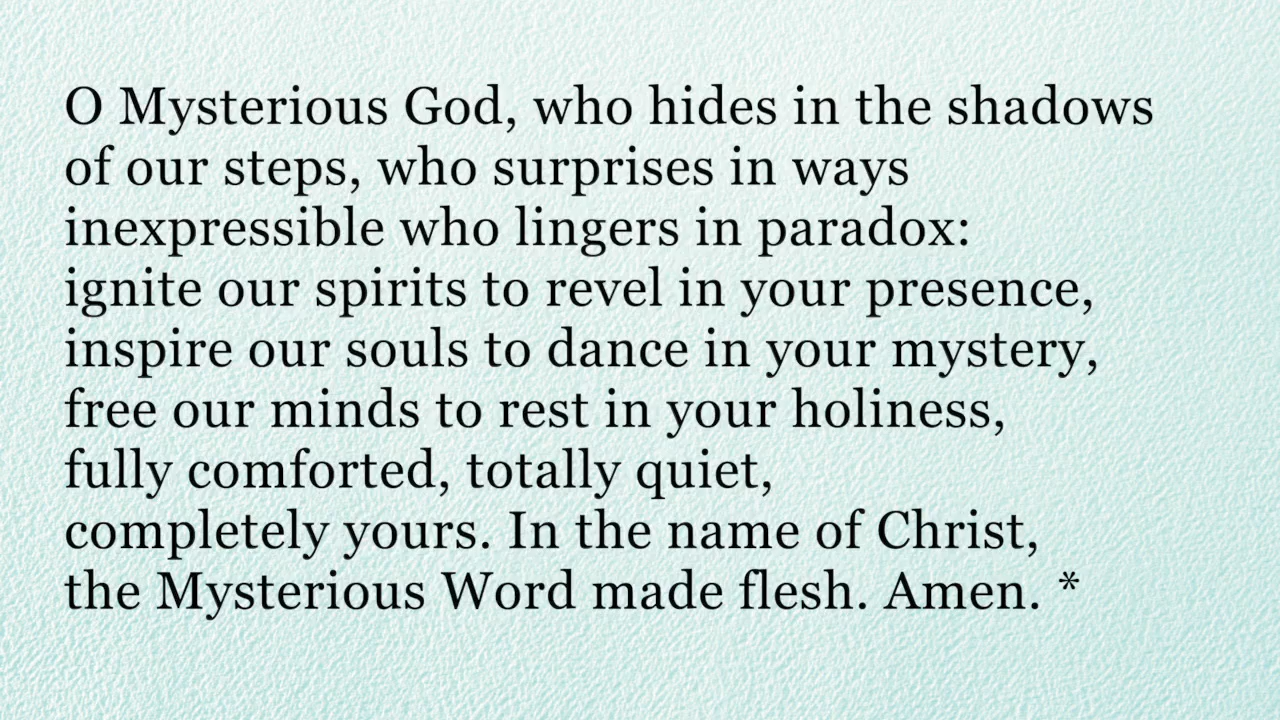 O Mysterious God, who hides in the shadows
of our steps, who surprises in ways
inexpressible who lingers in paradox:
ignite our spirits to revel in your presence,
inspire our souls to dance in your mystery,
free our minds to rest in your holiness,
fully comforted, totally quiet,
completely yours. In the name of Christ,
the Mysterious Word made flesh. Amen. *